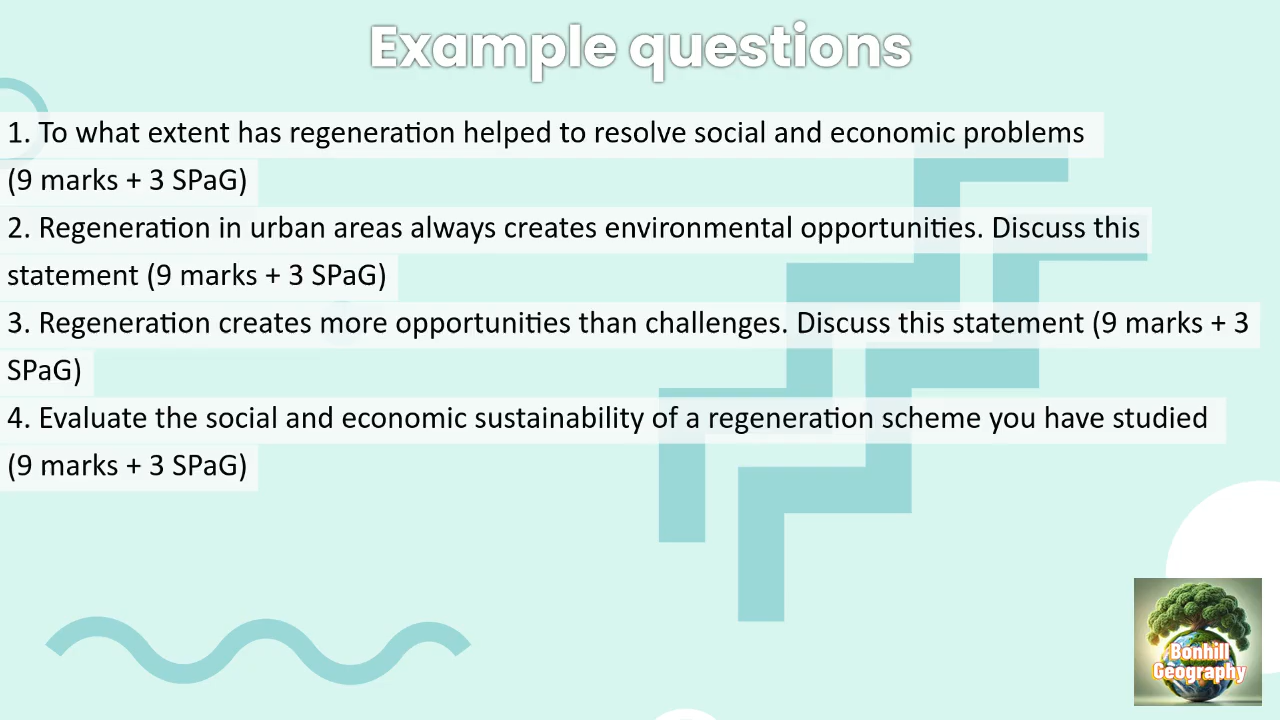 Example questions
1. To what extent has regeneration helped to resolve social and economic problems
(9 marks + 3 SPaG)
2. Regeneration in urban areas always creates environmental opportunities. Discuss this
statement (9 marks + 3 SPaG)
3. Regeneration creates more opportunities than challenges. Discuss this statement (9 marks + 3
SPaG)
4. Evaluate the social and economic sustainability of a regeneration scheme you have studied
(9 marks + 3 SPaG)
Bonhill
Geography